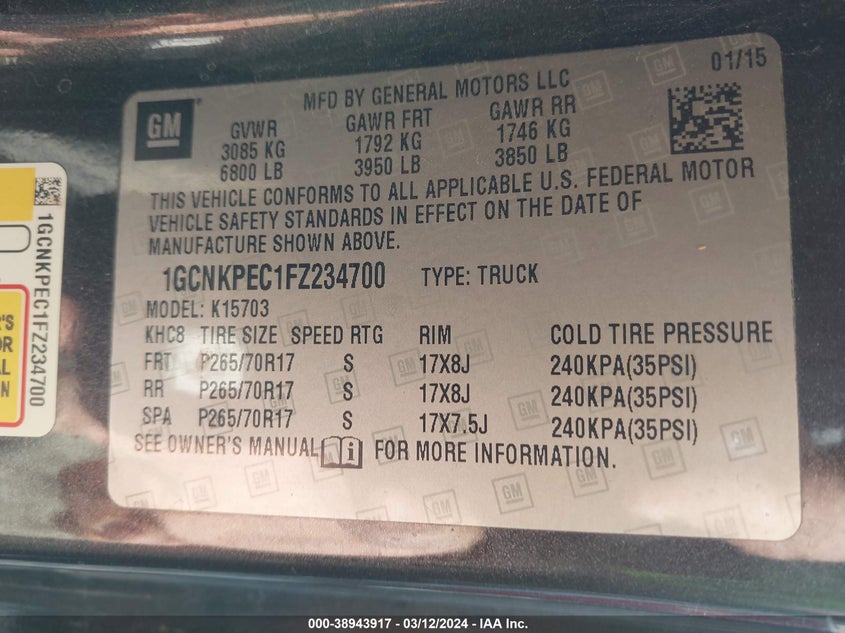 MFD BY GENERAL MOTORS LLC
01/15
GM
GVWR GAWR FRT GAWR RR
3085 KG 1792 KG 1746 KG
6800 LB 3950 LB 3850 LB
THIS VEHICLE CONFORMS TO ALL APPLICABLE U.S. FEDERAL MOTOR
VEHICLE SAFETY STANDARDS IN EFFECT ON THE DATE OF
MANUFACTURE SHOWN ABOVE.
1GCNKPEC1FZ234700 TYPE: TRUCK
MODEL: K15703
KHC8 TIRE SIZE SPEED RTG RIM COLD TIRE PRESSURE
FRT P265/70R17 S 17X8J 240KPA(35PSI)
RR P265/70R17 S 17X8J 240KPA(35PSI)
SPA P265/70R17 S 17X7.5J 240KPA(35PSI)
SEE OWNER'S MANUAL i FOR MORE INFORMATION.
1GCNKPEC1FZ234700
000-38943917 - 03/12/2024 - IAA Inc.